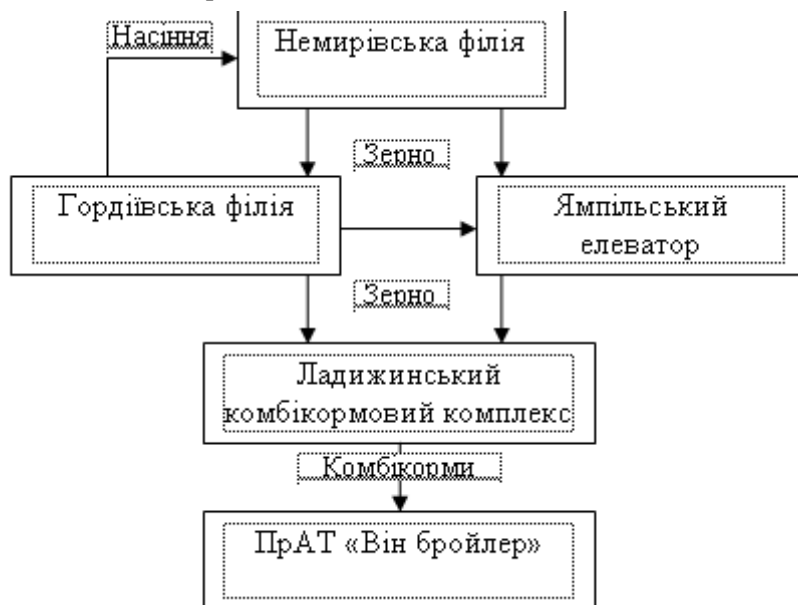 Насіння
Немирівська філія
Зерно
Гордіївська філія
Ямпільський
елеватор
Зерно
Ладижинський
комбікормовий комплекс
Комбікорми
ПрАТ «Він бройлер»